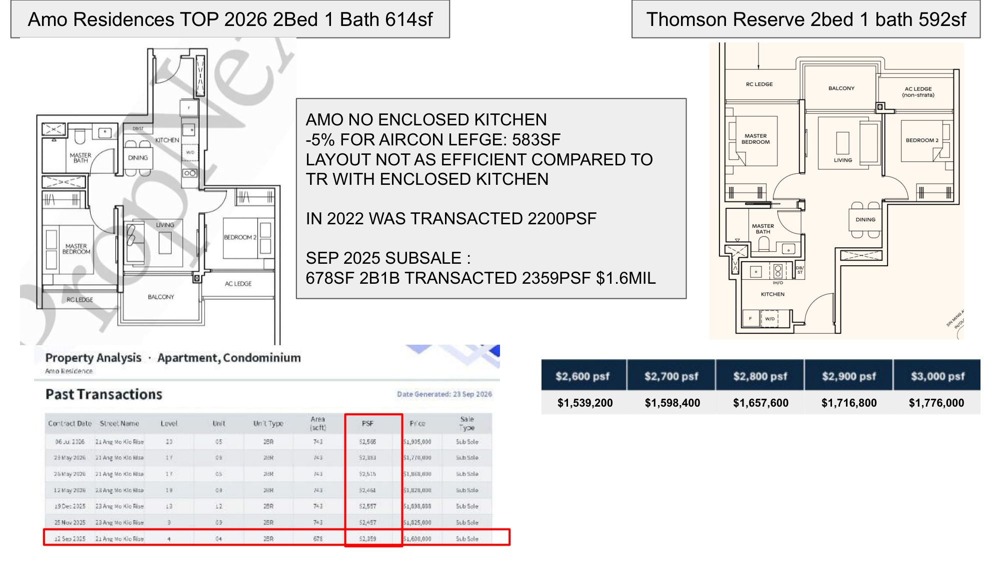 Amo Residences TOP 2026 2Bed 1 Bath 614sf
Thomson Reserve 2bed 1 bath 592sf
F
DB/ST
KITCHEN
MASTER
BATH
DINING
W/D
LIVING
MASTER
BEDROOM
BEDROOM 2
AC LEDGE
RC LEDGE
BALCONY
PropNex
AMO NO ENCLOSED KITCHEN
-5% FOR AIRCON LEFGE: 583SF
LAYOUT NOT AS EFFICIENT COMPARED TO
TR WITH ENCLOSED KITCHEN
IN 2022 WAS TRANSACTED 2200PSF
SEP 2025 SUBSALE :
678SF 2B1B TRANSACTED 2359PSF $1.6MIL
RC LEDGE
BALCONY
AC LEDGE
(non-strata)
MASTER
BEDROOM
LIVING
BEDROOM 2
DINING
MASTER
BATH
DB/
ST
IH/O
KITCHEN
F
W/D
SIN MING
Property Analysis · Apartment, Condominium
Amo Residence
Past Transactions
Date Generated: 23 Sep 2026
Contract Date Street Name Level Unit Unit Type Area (scft) PSF Price Sale Type
06 Jul 2026 21 Ang Mo Kio Rise 20 05 2BR 743 $2,565 $1,905,000 Sub Sale
29 May 2026 21 Ang Mo Kio Rise 17 2BR 743 $2,383 $1,770,000 Sub Sale
26 May 2026 21 Ang Mo Kio Rise 17 05 2BR 743 $2,515 $1,868,000 Sub Sale
12 May 2026 23 Ang Mo Kio Rise 19 09 2BR 743 $2,461 $1,828,000 Sub Sale
19 Dec 2025 23 Ang Mo Kio Rise 13 12 2BR 743 $2,557 $1,898,888 Sub Sale
25 Nov 2025 23 Ang Mo Kio Rise 9 09 2BR 743 $2,457 $1,825,000 Sub Sale
12 Sep 2025 21 Ang Mo Kio Rise 4 04 2BR 678 $2,359 $1,600,000 Sub Sale
$2,600 psf $2,700 psf $2,800 psf $2,900 psf $3,000 psf
$1,539,200 $1,598,400 $1,657,600 $1,716,800 $1,776,000